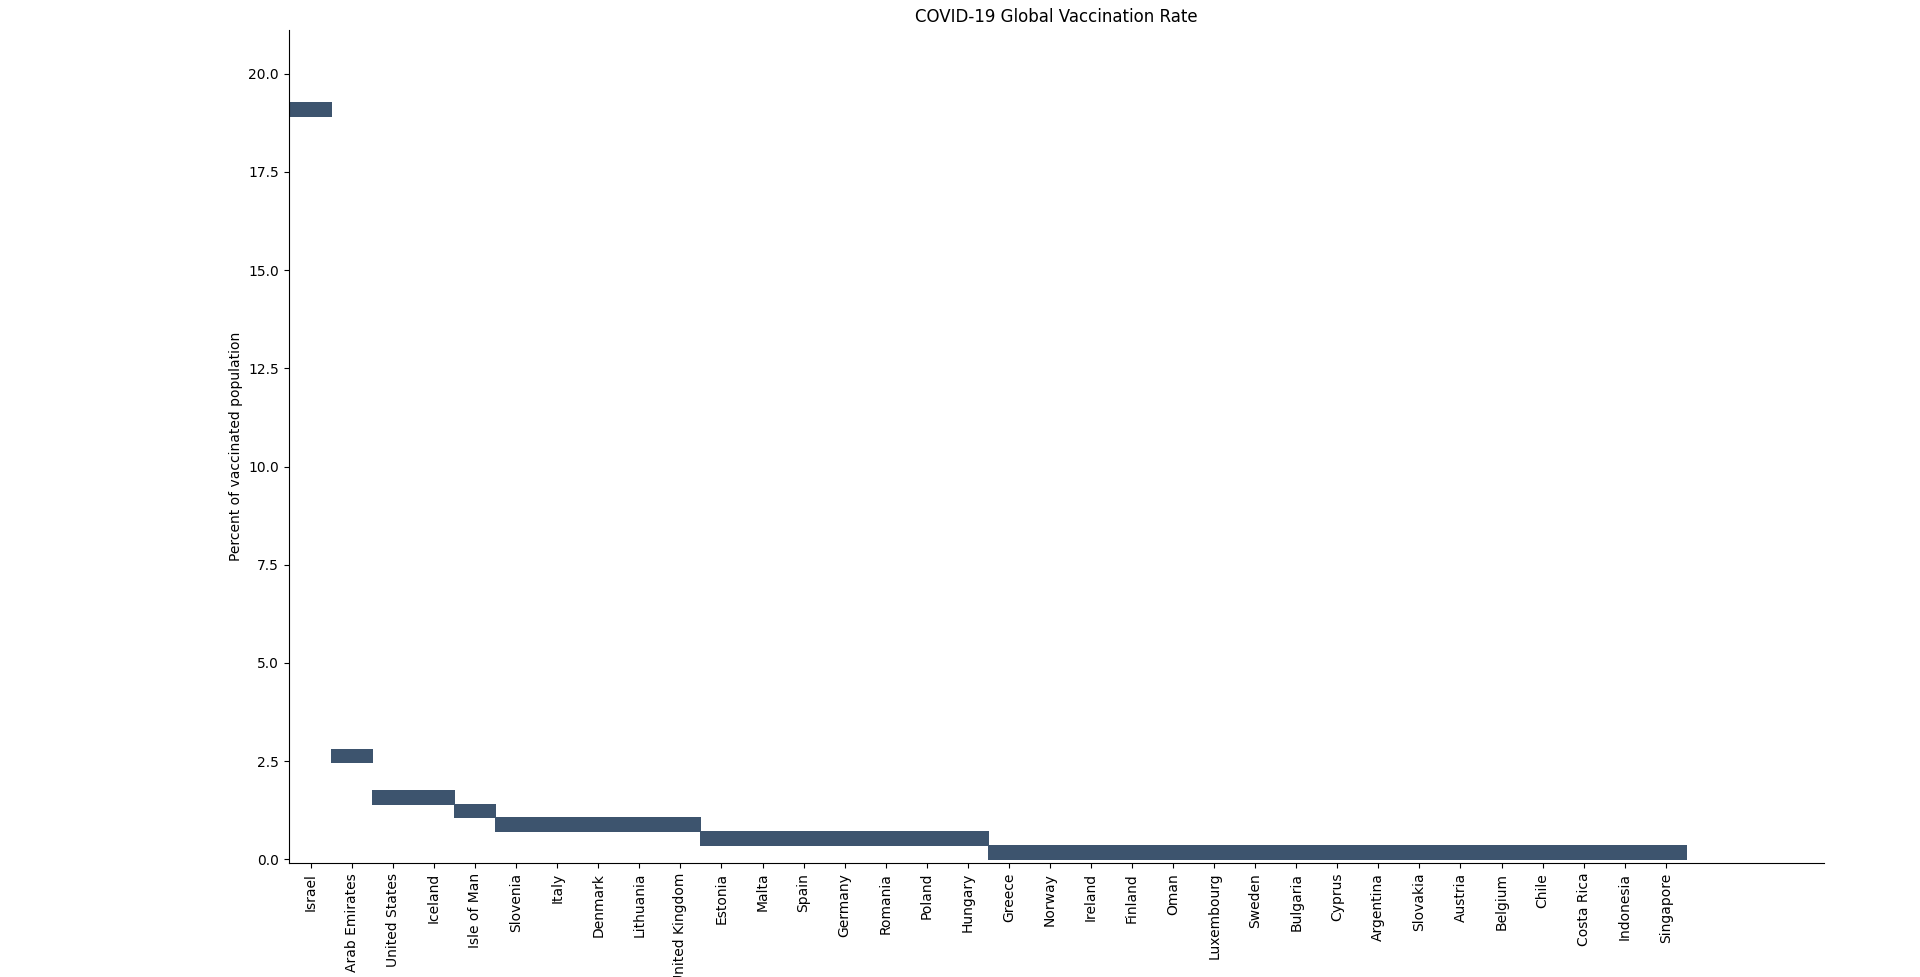 COVID-19 Global Vaccination Rate
Percent of vaccinated population
20.0
17.5
15.0
12.5
10.0
7.5
5.0
2.5
0.0
Israel
Arab Emirates
United States
Iceland
Isle of Man
Slovenia
Italy
Denmark
Lithuania
Kingdom
Estonia
Malta
Spain
Germany
Romania
Poland
Hungary
Greece
Norway
Ireland
Finland
Oman
Luxembourg
Sweden
Bulgaria
Cyprus
Argentina
Slovakia
Austria
Belgium
Chile
Costa Rica
Indonesia
Singapore